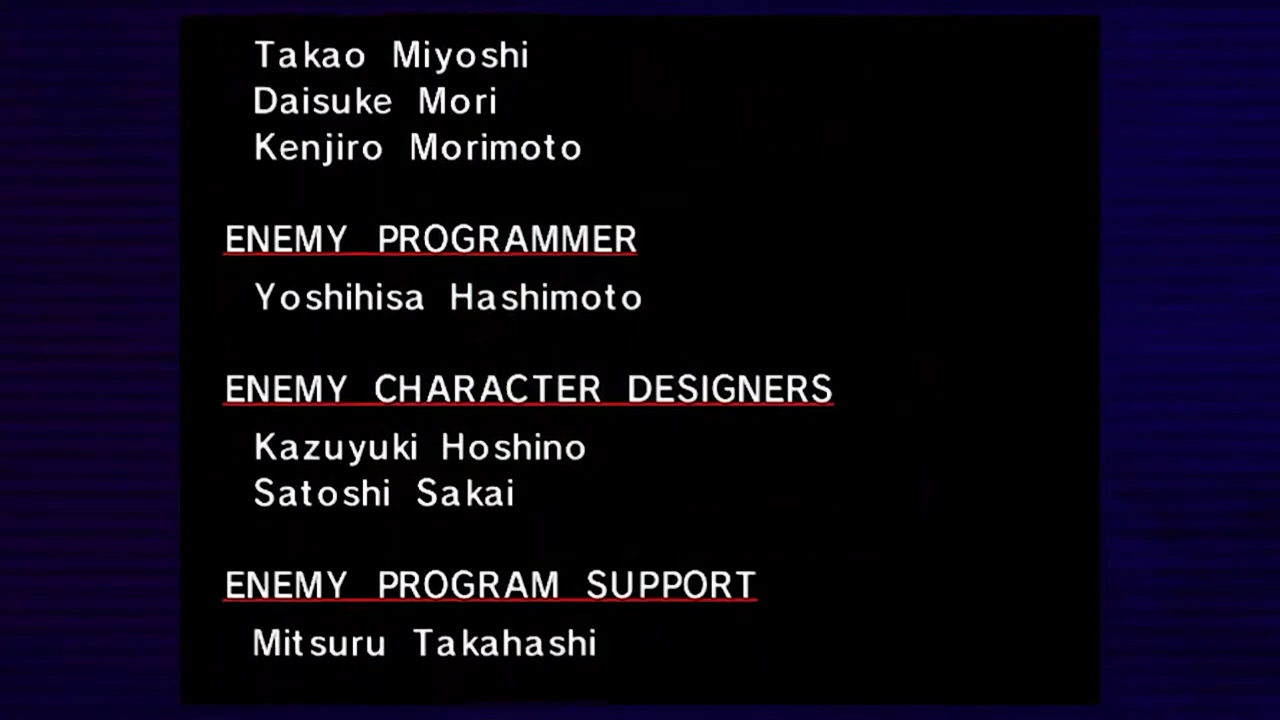 Takao Miyoshi
Daisuke Mori
Kenjiro Morimoto
ENEMY PROGRAMMER
Yoshihisa Hashimoto
ENEMY CHARACTER DESIGNERS
Kazuyuki Hoshino
Satoshi Sakai
ENEMY PROGRAM SUPPORT
Mitsuru Takahashi